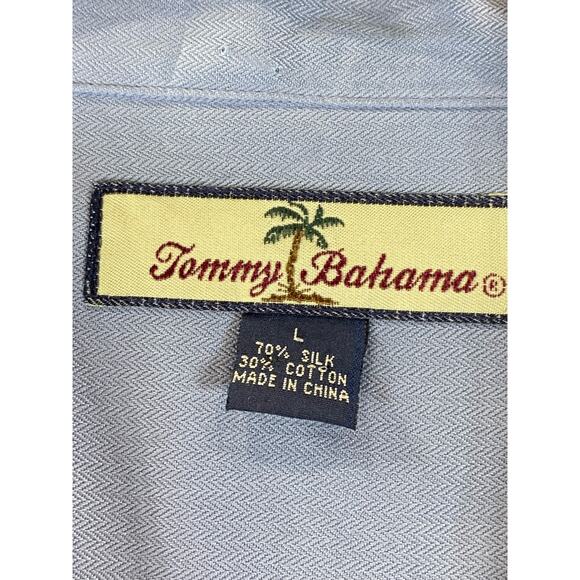 Tommy Bahama®
L
70% SILK
30% COTTON
MADE IN CHINA